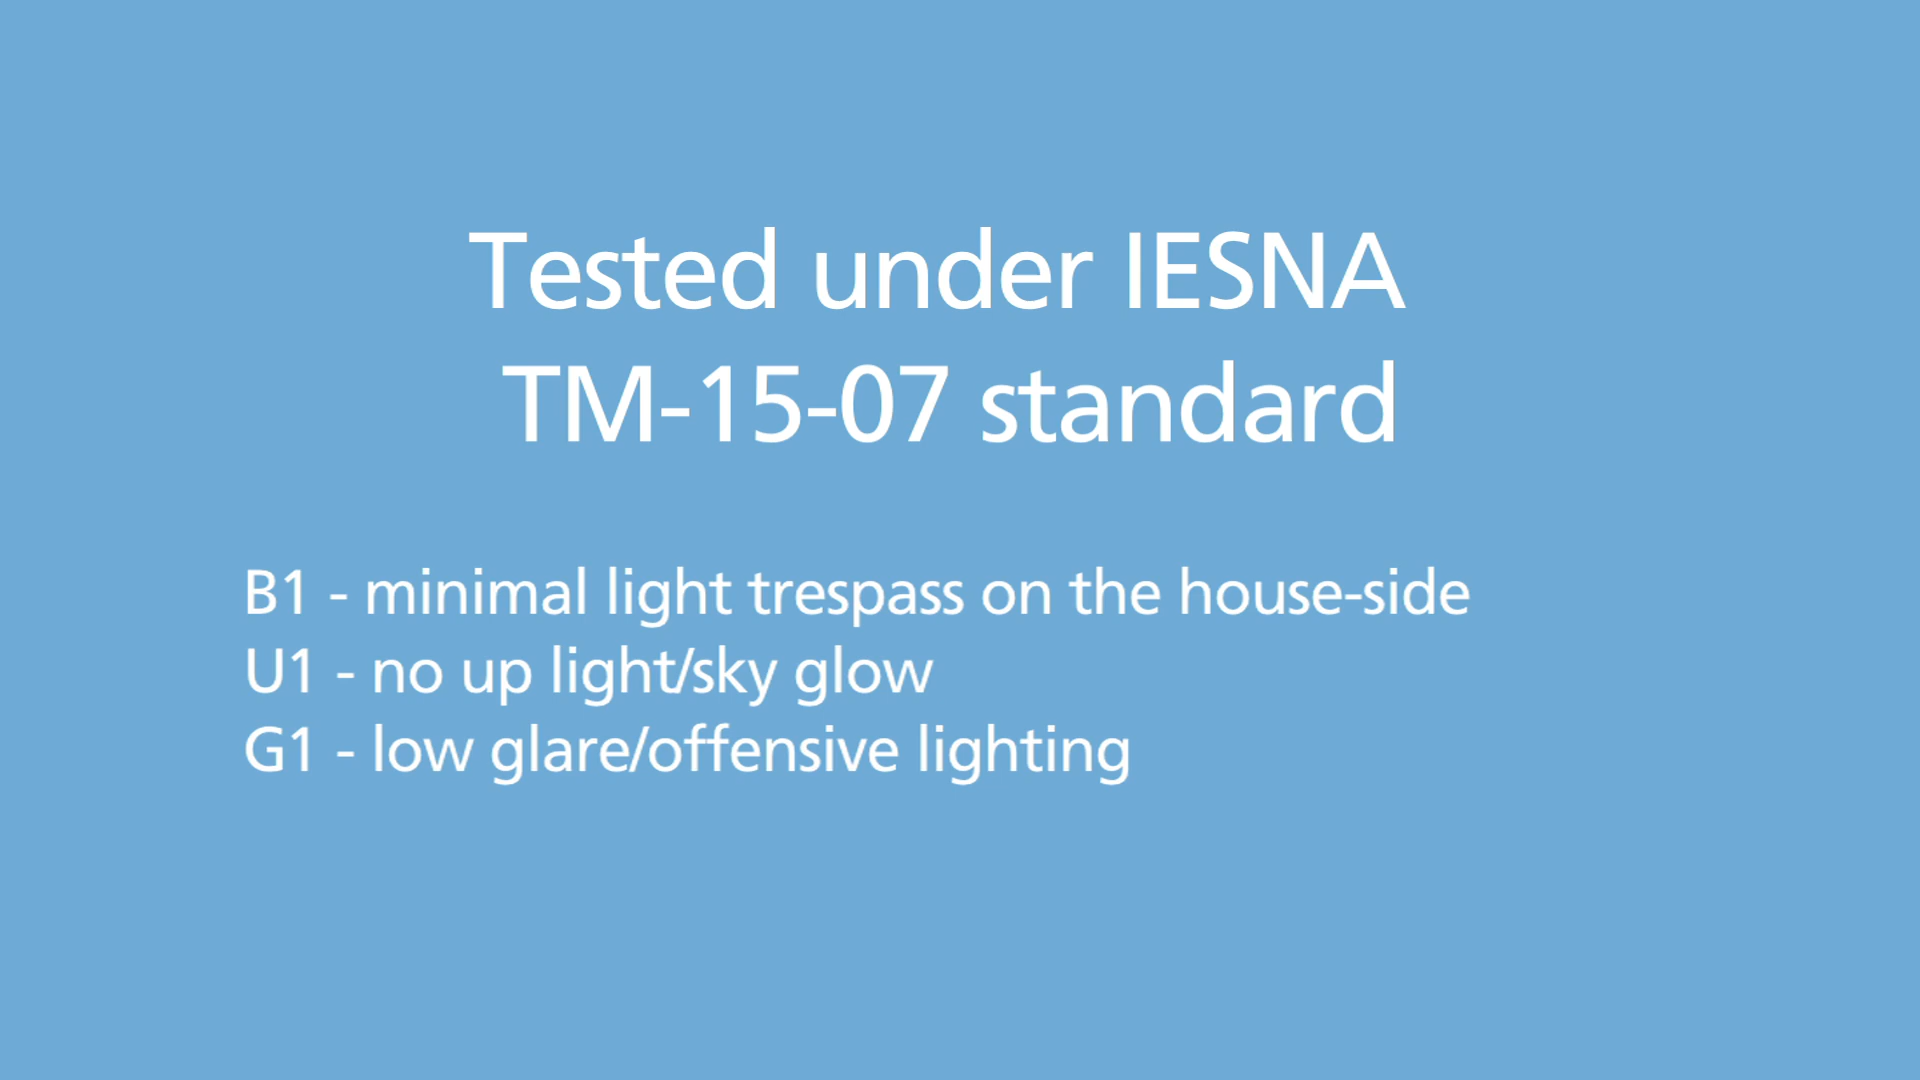 Tested under IESNA
TM-15-07 standard
B1 - minimal light trespass on the house-side
U1 - no up light/sky glow
G1 - low glare/offensive lighting